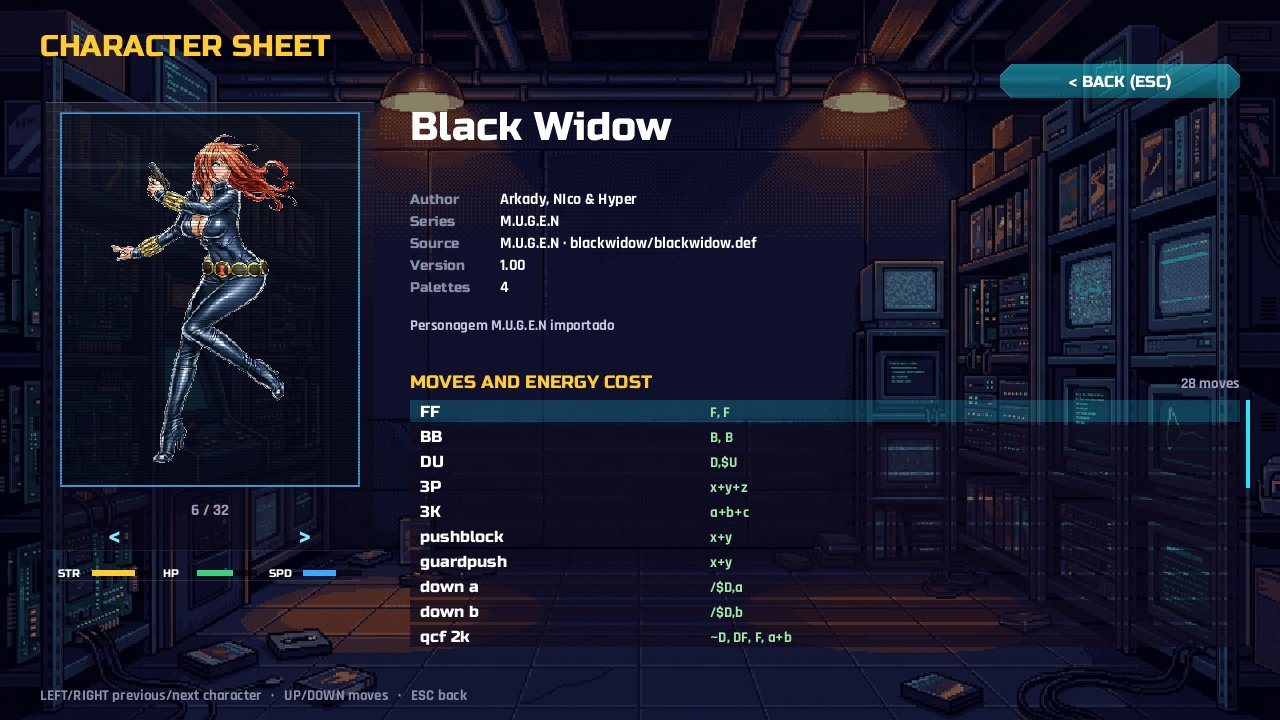 CHARACTER SHEET
< BACK (ESC)
Black Widow
Author Arkady, NIco & Hyper
Series M.U.G.E.N
Source M.U.G.E.N · blackwidow/blackwidow.def
Version 1.00
Palettes 4
Personagem M.U.G.E.N importado
MOVES AND ENERGY COST 28 moves
FF F, F
BB B, B
DU D,$U
3P x+y+z
3K a+b+c
pushblock x+y
guardpush x+y
down a /$D,a
down b /$D,b
qcf 2k ~D, DF, F, a+b
6 / 32
< >
STR HP SPD
LEFT/RIGHT previous/next character · UP/DOWN moves · ESC back